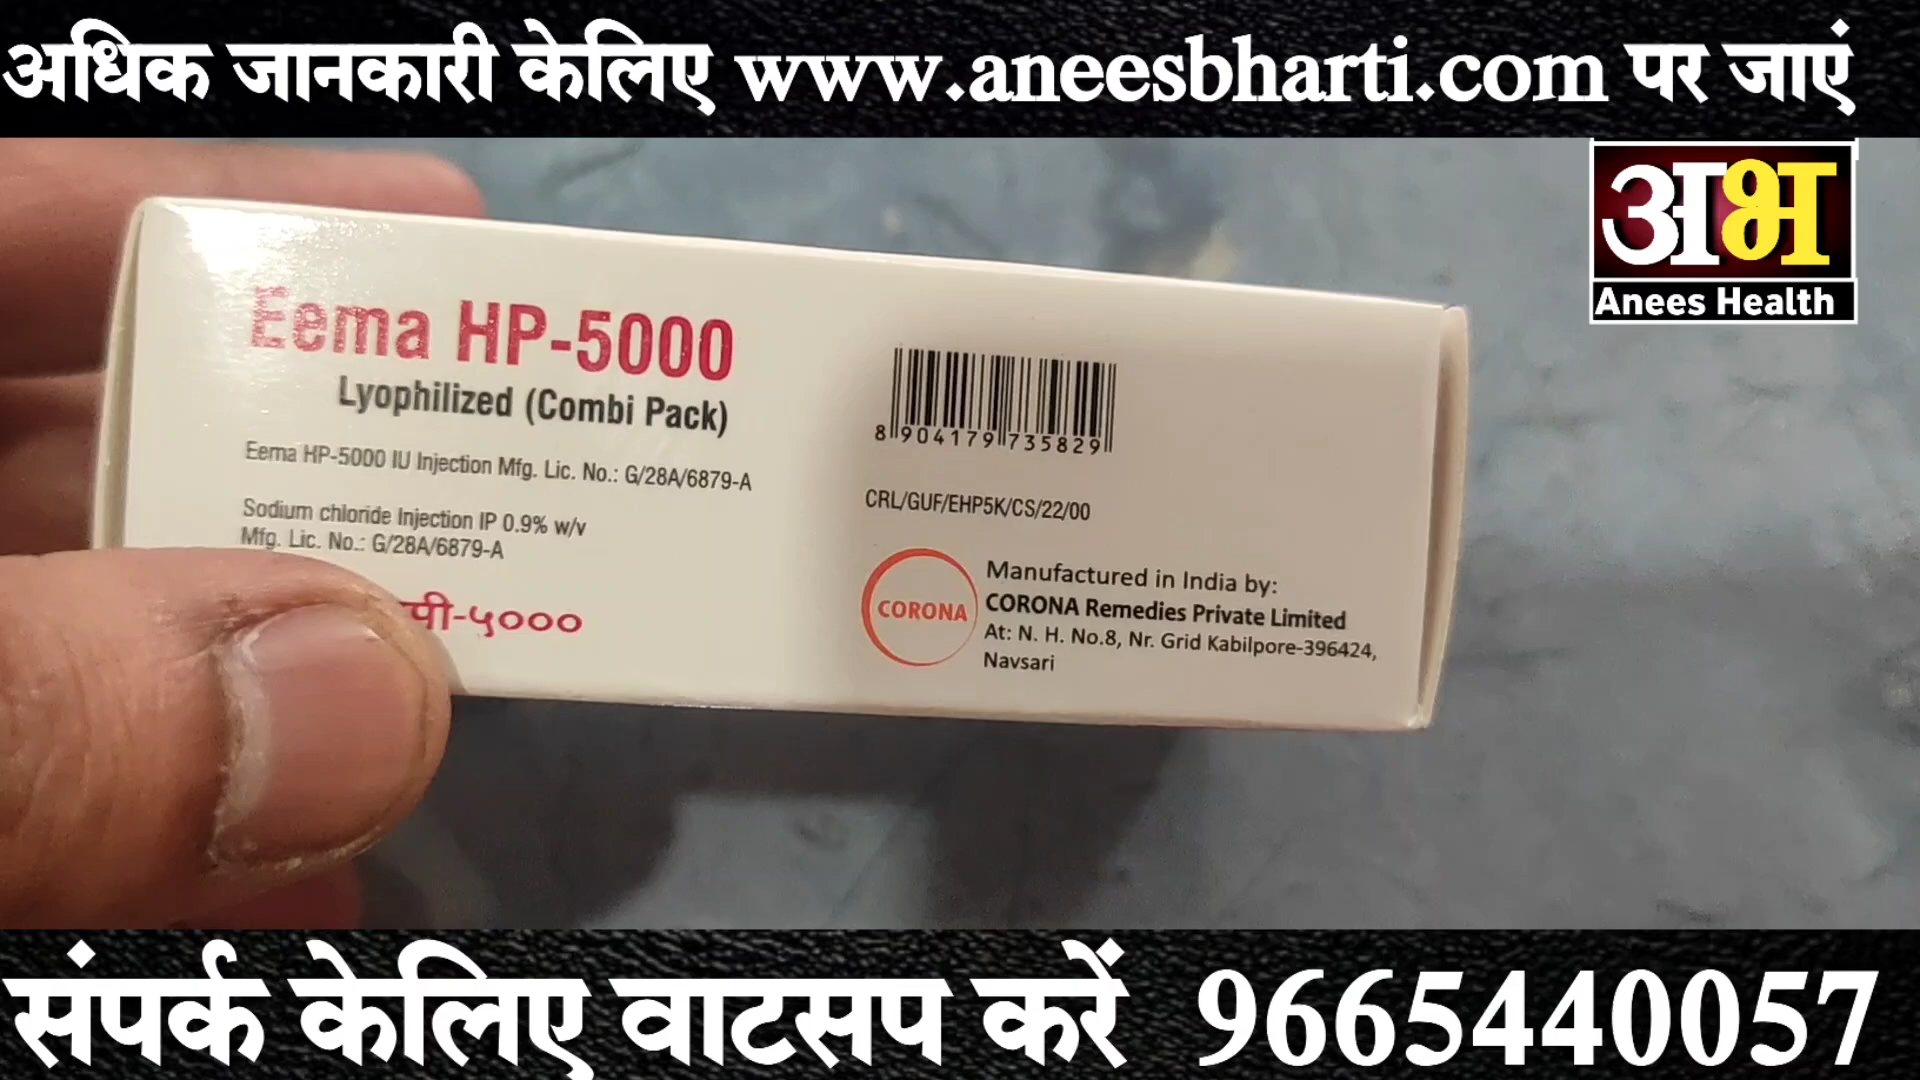 अधिक जानकारी केलिए www.aneesbharti.com पर जाएं
अभ
Anees Health
Eema HP-5000
Lyophilized (Combi Pack)
Eema HP-5000 IU Injection Mfg. Lic. No.: G/28A/6879-A
Sodium chloride Injection IP 0.9% w/v
Mfg. Lic. No.: G/28A/6879-A
पी-५०००
8 904179 735829
CRL/GUF/EHP5K/CS/22/00
CORONA
Manufactured in India by:
CORONA Remedies Private Limited
At: N. H. No.8, Nr. Grid Kabilpore-396424,
Navsari
संपर्क केलिए वाटसप करें 9665440057